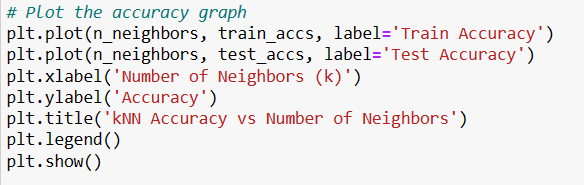 # Plot the accuracy graph
plt.plot(n_neighbors, train_accs, label='Train Accuracy')
plt.plot(n_neighbors, test_accs, label='Test Accuracy')
plt.xlabel('Number of Neighbors (k)')
plt.ylabel('Accuracy')
plt.title('kNN Accuracy vs Number of Neighbors')
plt.legend()
plt.show()